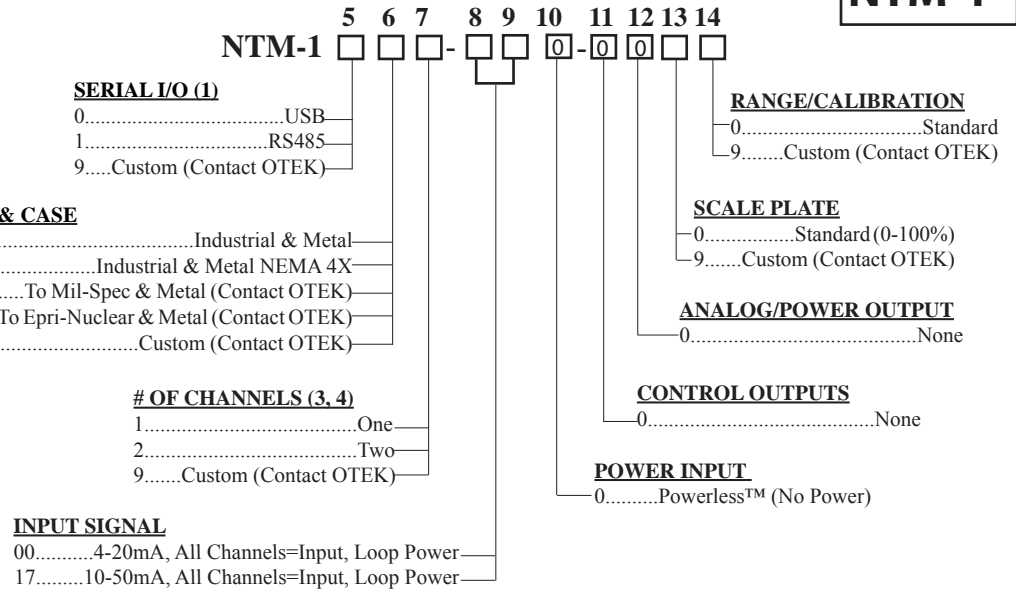 NTM-1
5 6 7 8 9 10 11 12 13 14
NTM-1 - 0 - 0 0
SERIAL I/O (1)
0.............................................USB
1.........................................RS485
9.....Custom (Contact OTEK)
& CASE
.............................................Industrial & Metal
....................Industrial & Metal NEMA 4X
.....To Mil-Spec & Metal (Contact OTEK)
To Epri-Nuclear & Metal (Contact OTEK)
............................Custom (Contact OTEK)
# OF CHANNELS (3, 4)
1..............................................One
2..............................................Two
9.......Custom (Contact OTEK)
INPUT SIGNAL
00...........4-20mA, All Channels=Input, Loop Power
17.........10-50mA, All Channels=Input, Loop Power
RANGE/CALIBRATION
0.......................................Standard
9........Custom (Contact OTEK)
SCALE PLATE
0................Standard (0-100%)
9.......Custom (Contact OTEK)
ANALOG/POWER OUTPUT
0................................................None
CONTROL OUTPUTS
0...............................................None
POWER INPUT
0..........Powerless™ (No Power)